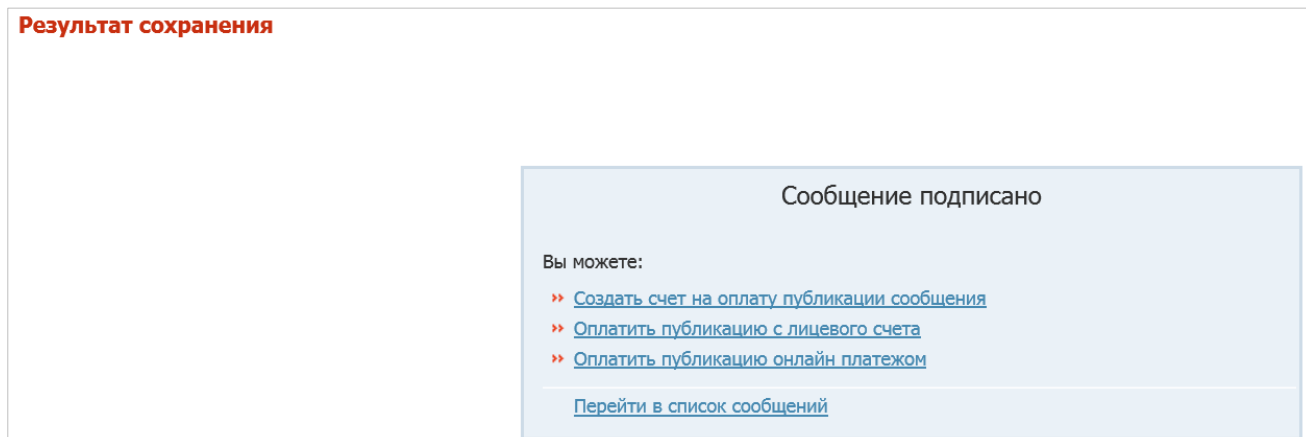 Результат сохранения
Сообщение подписано
Вы можете:
Создать счет на оплату публикации сообщения
Оплатить публикацию с лицевого счета
Оплатить публикацию онлайн платежом
Перейти в список сообщений